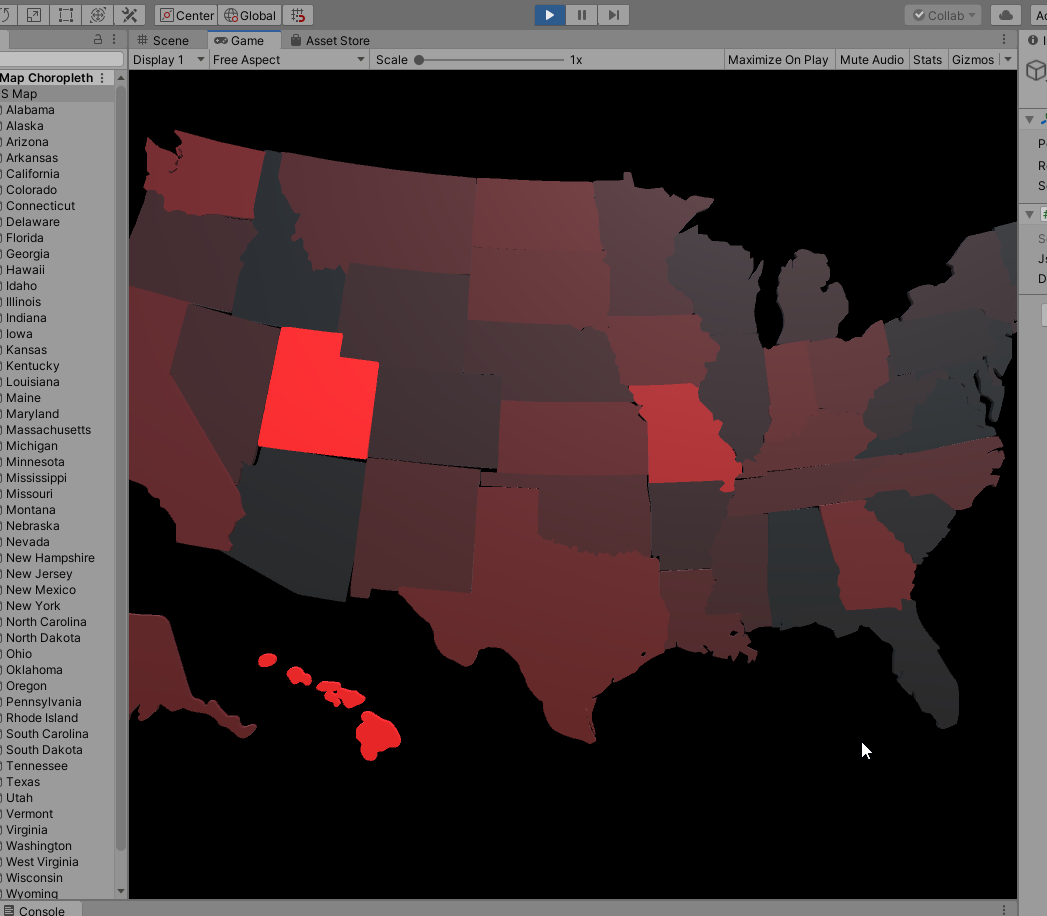 Center Global Collab Ac
Scene Game Asset Store
Display 1 Free Aspect Scale 1x Maximize On Play Mute Audio Stats Gizmos
Map Choropleth
S Map
Alabama
Alaska
Arizona
Arkansas
California
Colorado
Connecticut
Delaware
Florida
Georgia
Hawaii
Idaho
Illinois
Indiana
Iowa
Kansas
Kentucky
Louisiana
Maine
Maryland
Massachusetts
Michigan
Minnesota
Mississippi
Missouri
Montana
Nebraska
Nevada
New Hampshire
New Jersey
New Mexico
New York
North Carolina
North Dakota
Ohio
Oklahoma
Oregon
Pennsylvania
Rhode Island
South Carolina
South Dakota
Tennessee
Texas
Utah
Vermont
Virginia
Washington
West Virginia
Wisconsin
Wyoming
Console